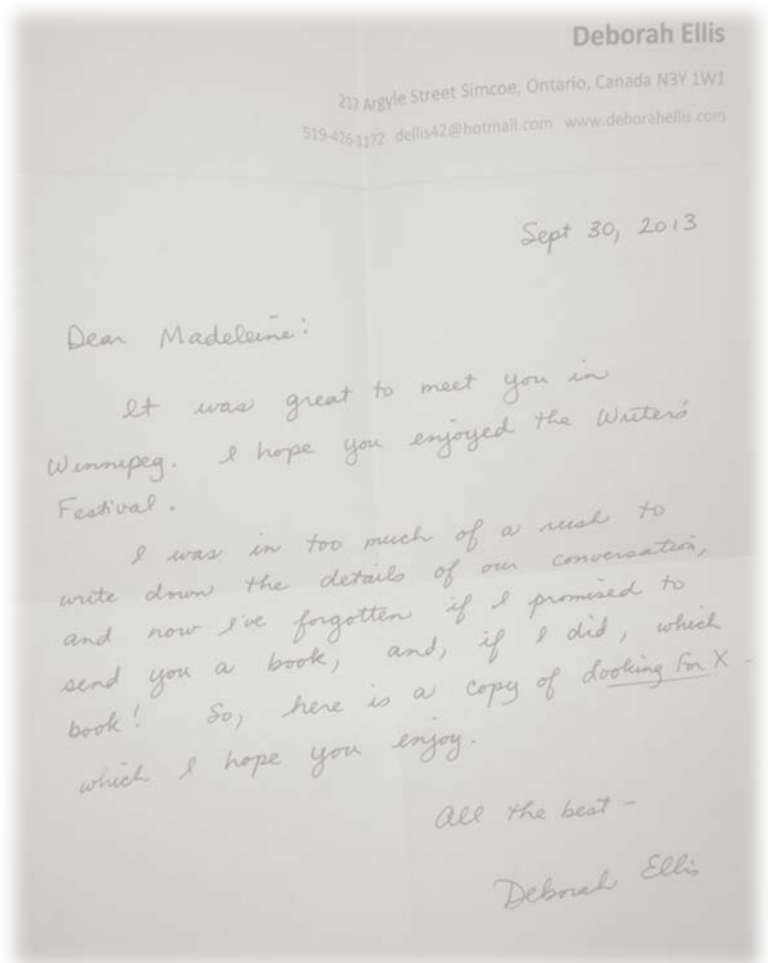 Deborah Ellis
217 Argyle Street Simcoe, Ontario, Canada N3Y 1W1
519-426-1172 dellis42@hotmail.com www.deborahellis.com
Sept 30, 2013
Dear Madeleine:
It was great to meet you in
Winnipeg. I hope you enjoyed the Writers'
Festival.
I was in too much of a rush to
write down the details of our conversation,
and now I've forgotten if I promised to
send you a book, and, if I did, which
book! So, here is a copy of Looking for X -
which I hope you enjoy.
All the best -
Deborah Ellis